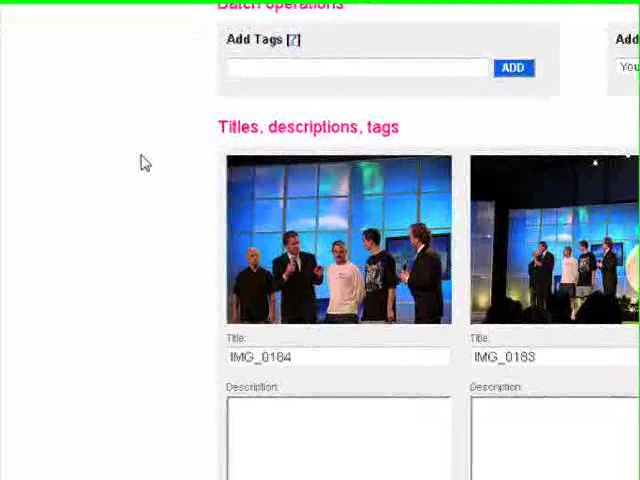 Batch operations
Add Tags [?]
Add
ADD
You
Titles, descriptions, tags
Title:
Title:
IMG_0184
IMG_0183
Description:
Description: